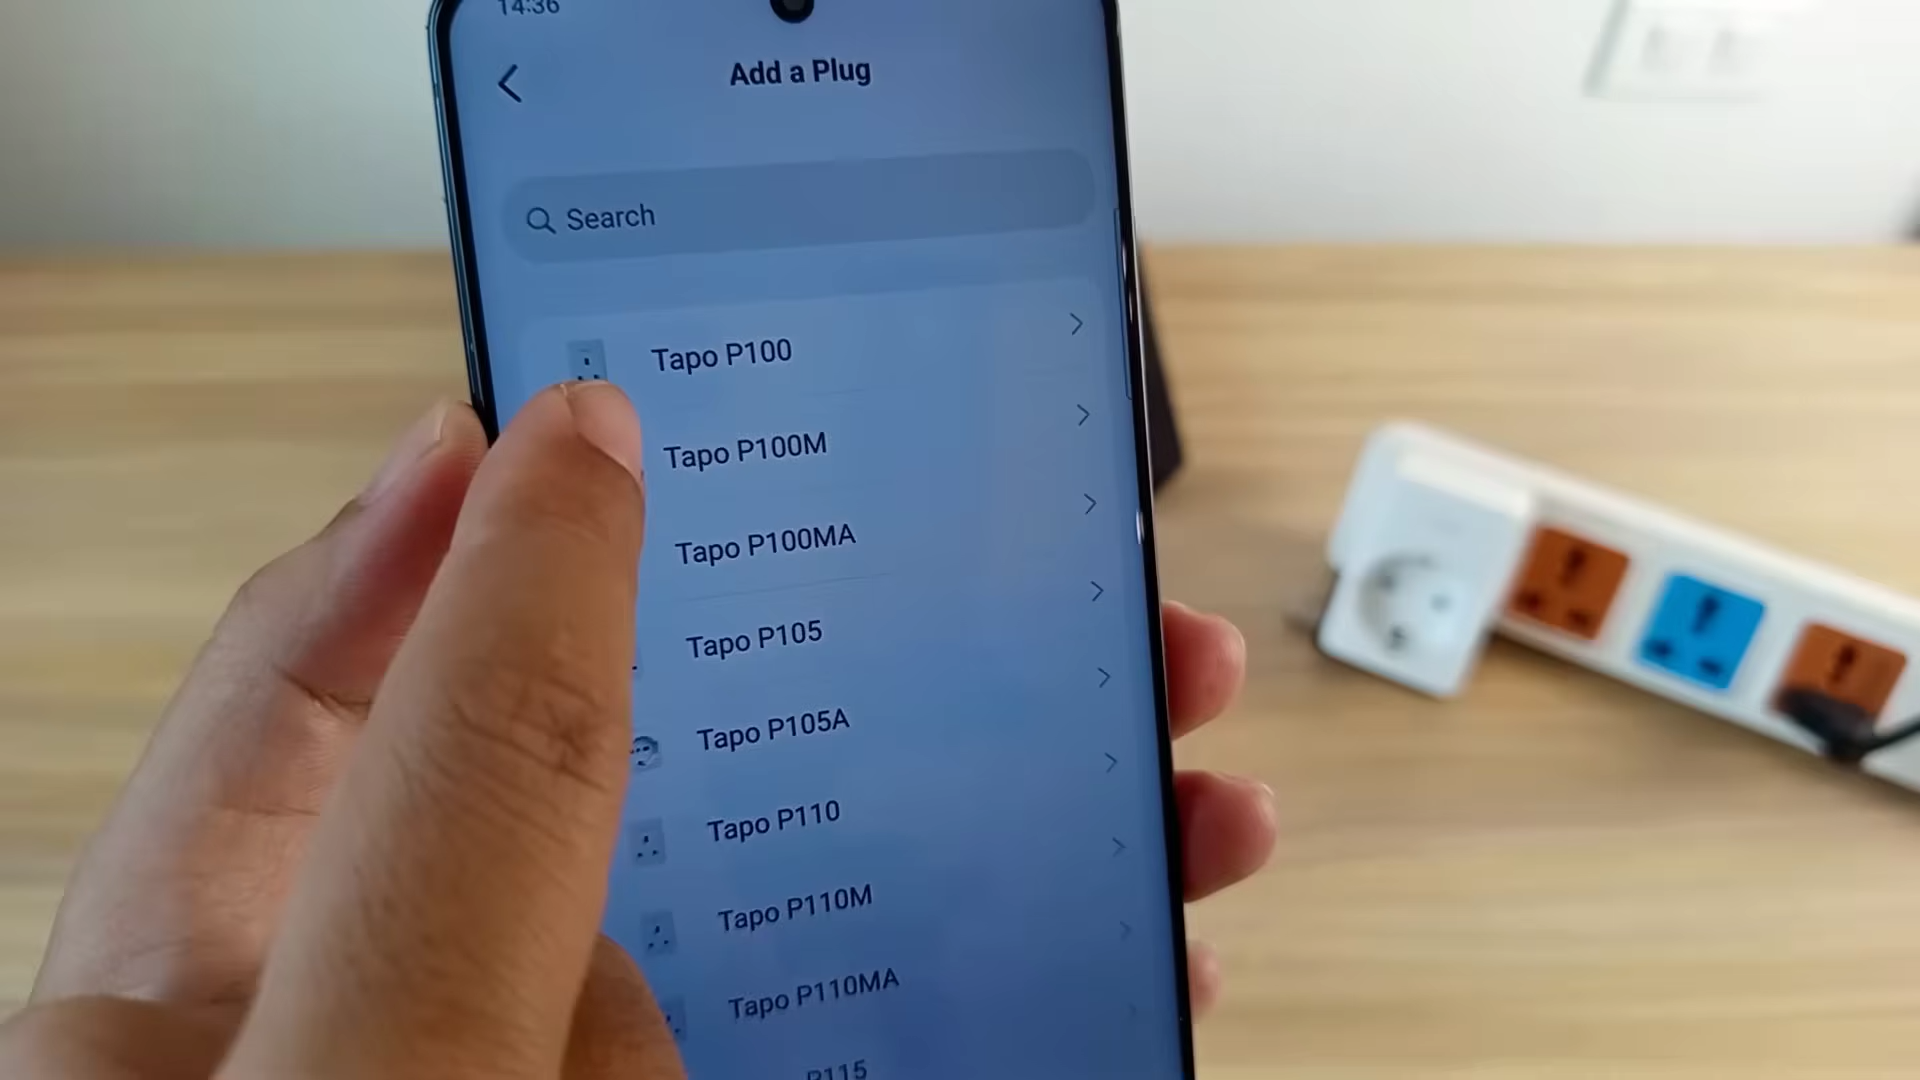 14:36
Add a Plug
Search
Tapo P100
Tapo P100M
Tapo P100MA
Tapo P105
Tapo P105A
Tapo P110
Tapo P110M
Tapo P110MA
P115